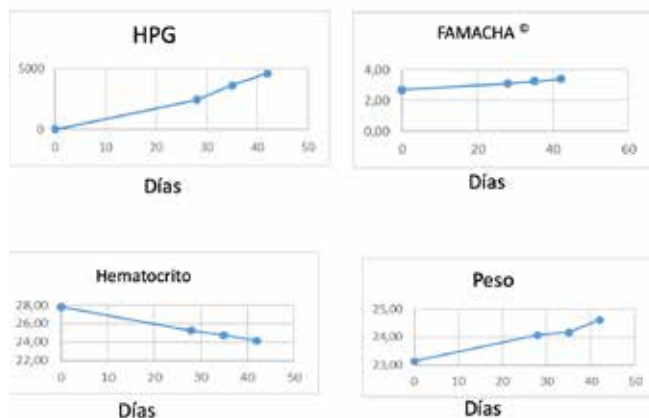 HPG
5000
0
0 10 20 30 40 50
Días
FAMACHA ©
4,00
2,00
0,00
0 20 40 60
Días
Hematocrito
28,00
26,00
24,00
22,00
0 10 20 30 40 50
Días
Peso
25,00
24,00
23,00
0 10 20 30 40 50
Días